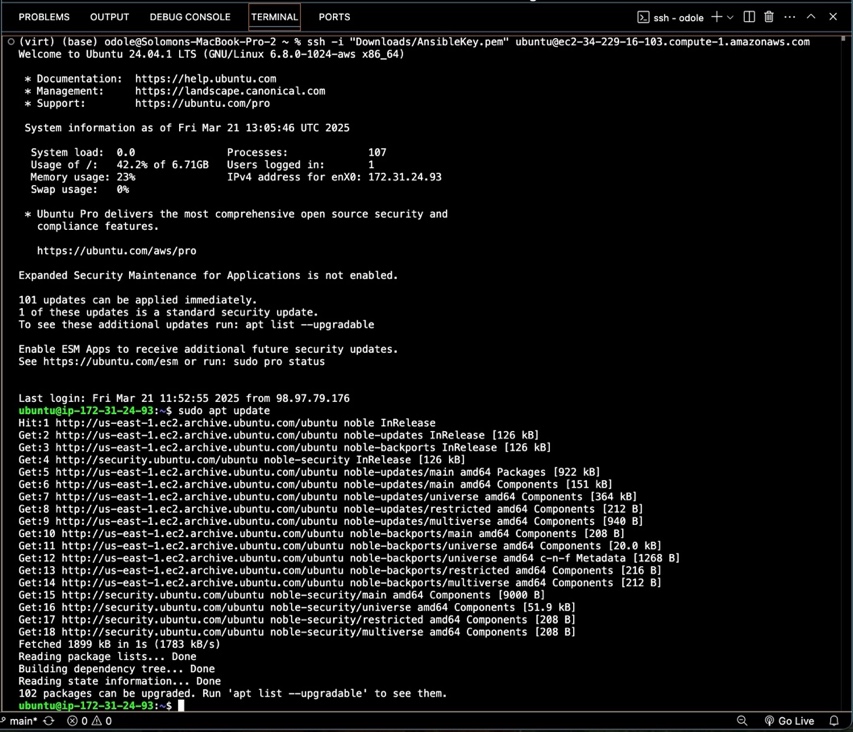 PROBLEMS OUTPUT DEBUG CONSOLE TERMINAL PORTS ssh - odole
(virt) (base) odole@Solomons-MacBook-Pro-2 ~ % ssh -i "Downloads/AnsibleKey.pem" ubuntu@ec2-34-229-16-103.compute-1.amazonaws.com
Welcome to Ubuntu 24.04.1 LTS (GNU/Linux 6.8.0-1024-aws x86_64)
* Documentation: https://help.ubuntu.com
* Management: https://landscape.canonical.com
* Support: https://ubuntu.com/pro
System information as of Fri Mar 21 13:05:46 UTC 2025
System load: 0.0 Processes: 107
Usage of /: 42.2% of 6.71GB Users logged in: 1
Memory usage: 23% IPv4 address for enX0: 172.31.24.93
Swap usage: 0%
* Ubuntu Pro delivers the most comprehensive open source security and
compliance features.
https://ubuntu.com/aws/pro
Expanded Security Maintenance for Applications is not enabled.
101 updates can be applied immediately.
1 of these updates is a standard security update.
To see these additional updates run: apt list --upgradable
Enable ESM Apps to receive additional future security updates.
See https://ubuntu.com/esm or run: sudo pro status
Last login: Fri Mar 21 11:52:55 2025 from 98.97.79.176
ubuntu@ip-172-31-24-93:~$ sudo apt update
Hit:1 http://us-east-1.ec2.archive.ubuntu.com/ubuntu noble InRelease
Get:2 http://us-east-1.ec2.archive.ubuntu.com/ubuntu noble-updates InRelease [126 kB]
Get:3 http://us-east-1.ec2.archive.ubuntu.com/ubuntu noble-backports InRelease [126 kB]
Get:4 http://security.ubuntu.com/ubuntu noble-security InRelease [126 kB]
Get:5 http://us-east-1.ec2.archive.ubuntu.com/ubuntu noble-updates/main amd64 Packages [922 kB]
Get:6 http://us-east-1.ec2.archive.ubuntu.com/ubuntu noble-updates/main amd64 Components [151 kB]
Get:7 http://us-east-1.ec2.archive.ubuntu.com/ubuntu noble-updates/universe amd64 Components [364 kB]
Get:8 http://us-east-1.ec2.archive.ubuntu.com/ubuntu noble-updates/restricted amd64 Components [212 B]
Get:9 http://us-east-1.ec2.archive.ubuntu.com/ubuntu noble-updates/multiverse amd64 Components [940 B]
Get:10 http://us-east-1.ec2.archive.ubuntu.com/ubuntu noble-backports/main amd64 Components [208 B]
Get:11 http://us-east-1.ec2.archive.ubuntu.com/ubuntu noble-backports/universe amd64 Components [20.0 kB]
Get:12 http://us-east-1.ec2.archive.ubuntu.com/ubuntu noble-backports/universe amd64 c-n-f Metadata [1268 B]
Get:13 http://us-east-1.ec2.archive.ubuntu.com/ubuntu noble-backports/restricted amd64 Components [216 B]
Get:14 http://us-east-1.ec2.archive.ubuntu.com/ubuntu noble-backports/multiverse amd64 Components [212 B]
Get:15 http://security.ubuntu.com/ubuntu noble-security/main amd64 Components [9000 B]
Get:16 http://security.ubuntu.com/ubuntu noble-security/universe amd64 Components [51.9 kB]
Get:17 http://security.ubuntu.com/ubuntu noble-security/restricted amd64 Components [208 B]
Get:18 http://security.ubuntu.com/ubuntu noble-security/multiverse amd64 Components [208 B]
Fetched 1899 kB in 1s (1783 kB/s)
Reading package lists... Done
Building dependency tree... Done
Reading state information... Done
102 packages can be upgraded. Run 'apt list --upgradable' to see them.
ubuntu@ip-172-31-24-93:~$
main* 0 0 Go Live